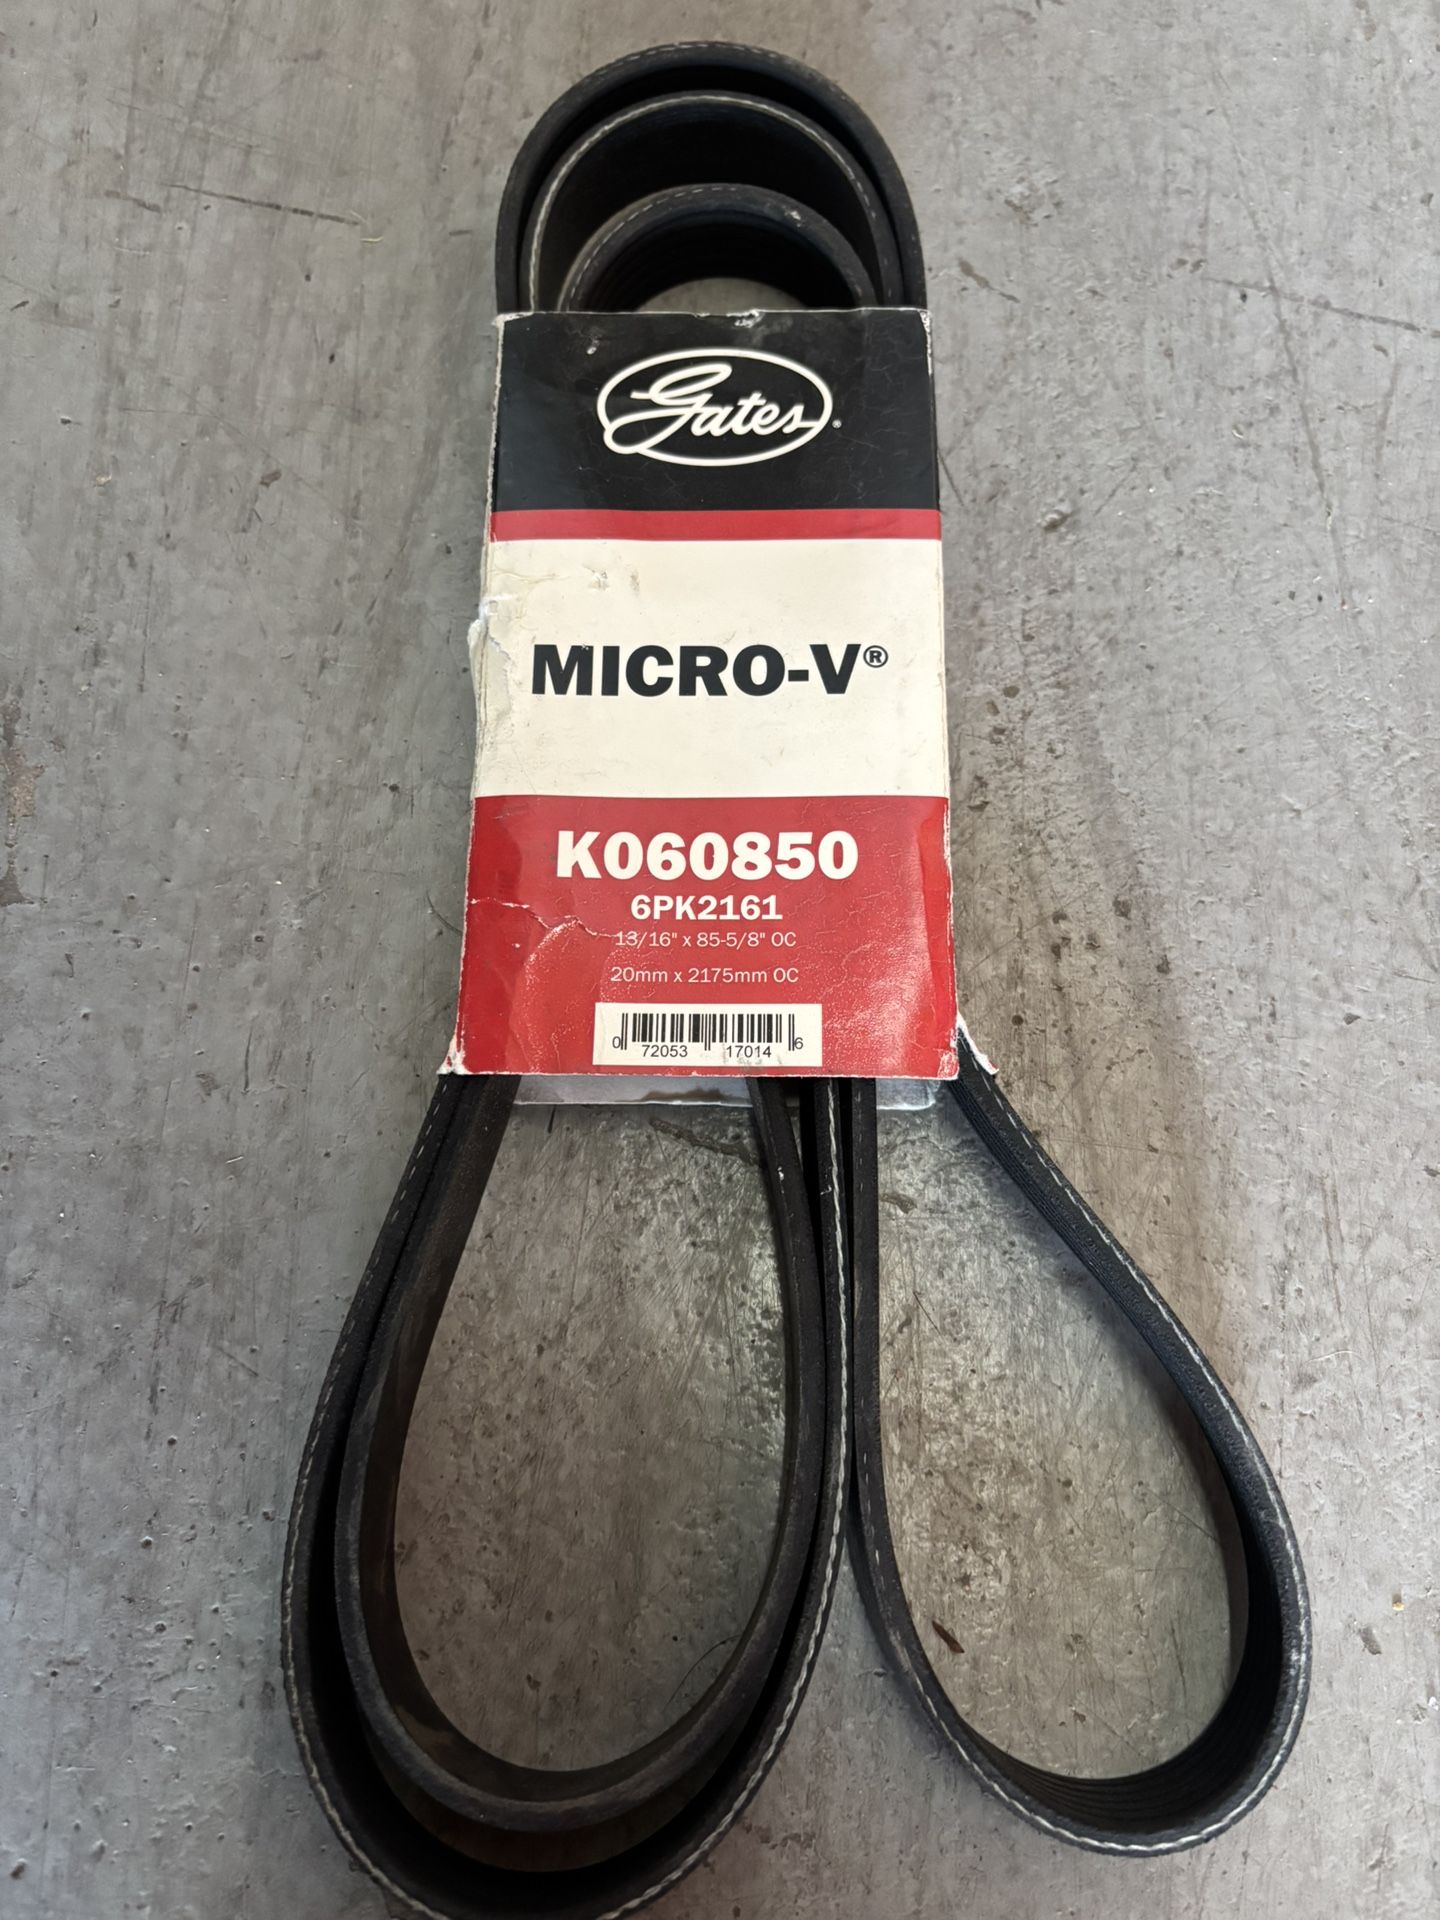 Gates®
MICRO-V®
K060850
6PK2161
13/16" x 85-5/8" OC
20mm x 2175mm OC
0 72053 17014 6